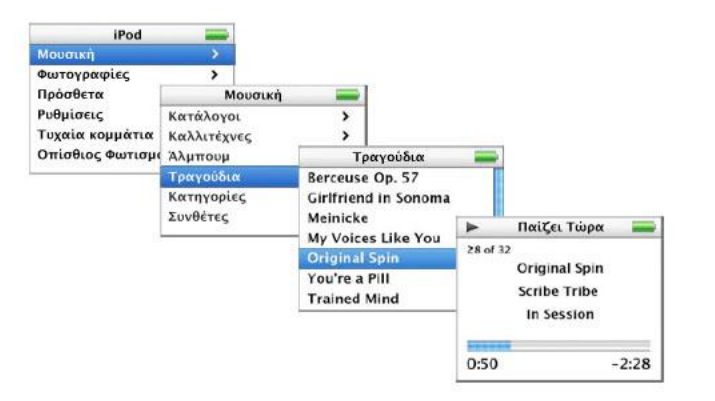 iPod
Μουσική
Φωτογραφίες
Πρόσθετα
Ρυθμίσεις
Τυχαία κομμάτια
Οπίσθιος
Μουσική
Κατάλογοι
Καλλιτέχνες
Άλμπουμ
Τραγούδια
Κατηγορίες
Συνθέτες
Τραγούδια
Berceuse Op. 57
Girlfriend in Sonoma
Meinicke
My Voices Like You
Original Spin
You're a Pill
Trained Mind
Παίζει Τώρα
28 of 32
Original Spin
Scribe Tribe
In Session
0:50 -2:28